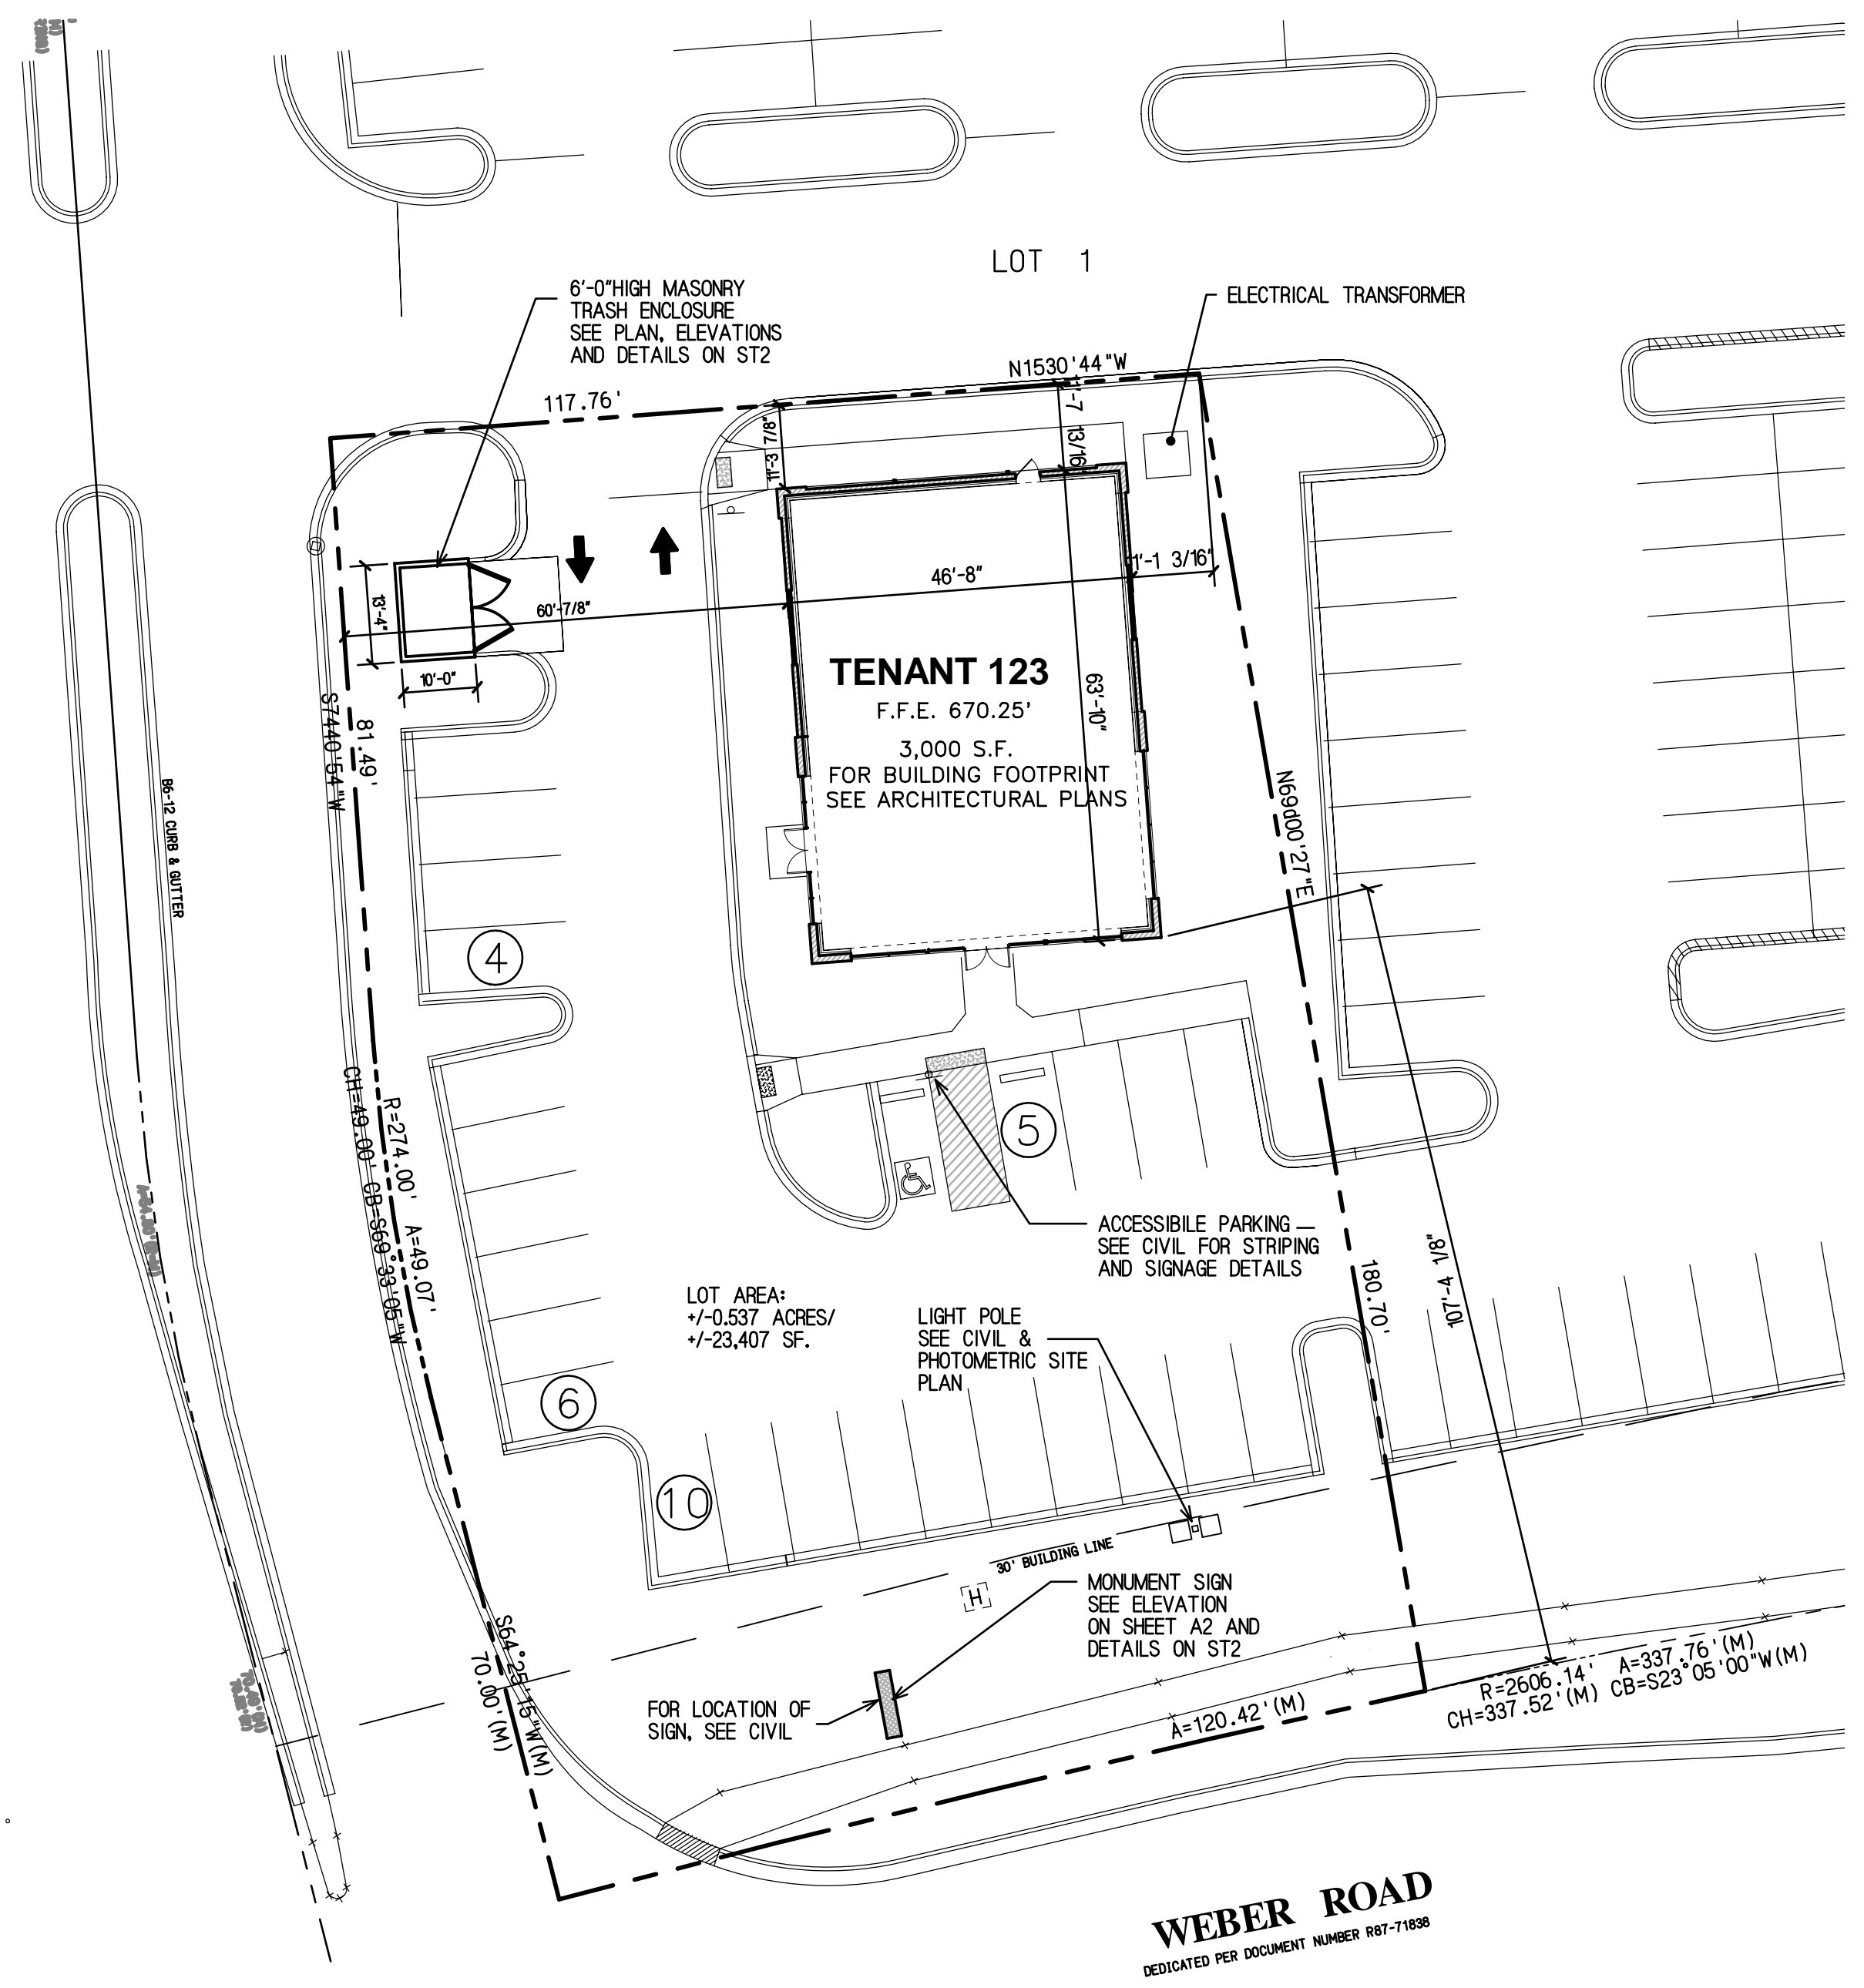 LOT 1
6'-0"HIGH MASONRY
TRASH ENCLOSURE
SEE PLAN, ELEVATIONS
AND DETAILS ON ST2
ELECTRICAL TRANSFORMER
N1530'44"W
117.76'
11'-3 7/8"
13/16"
46'-8"
1'-1 3/16"
60'-7/8"
13'-4"
10'-0"
TENANT 123
F.F.E. 670.25'
3,000 S.F.
FOR BUILDING FOOTPRINT
SEE ARCHITECTURAL PLANS
63'-10"
S7440'54"W
81.49'
B6-12 CURB & GUTTER
N69d00'27"E
4
R=274.00' A=49.07'
CH=49.00' CB=S69°33'05"W
5
ACCESSIBILE PARKING —
SEE CIVIL FOR STRIPING
AND SIGNAGE DETAILS
107'-4 1/8"
180.70'
LOT AREA:
+/-0.537 ACRES/
+/-23,407 SF.
LIGHT POLE
SEE CIVIL &
PHOTOMETRIC SITE
PLAN
6
10
30' BUILDING LINE
H
MONUMENT SIGN
SEE ELEVATION
ON SHEET A2 AND
DETAILS ON ST2
S64°25'15"W(M)
70.00'(M)
FOR LOCATION OF
SIGN, SEE CIVIL
A=120.42'(M)
R=2606.14' A=337.76'(M)
CH=337.52'(M) CB=S23°05'00"W(M)
WEBER ROAD
DEDICATED PER DOCUMENT NUMBER R87-71838